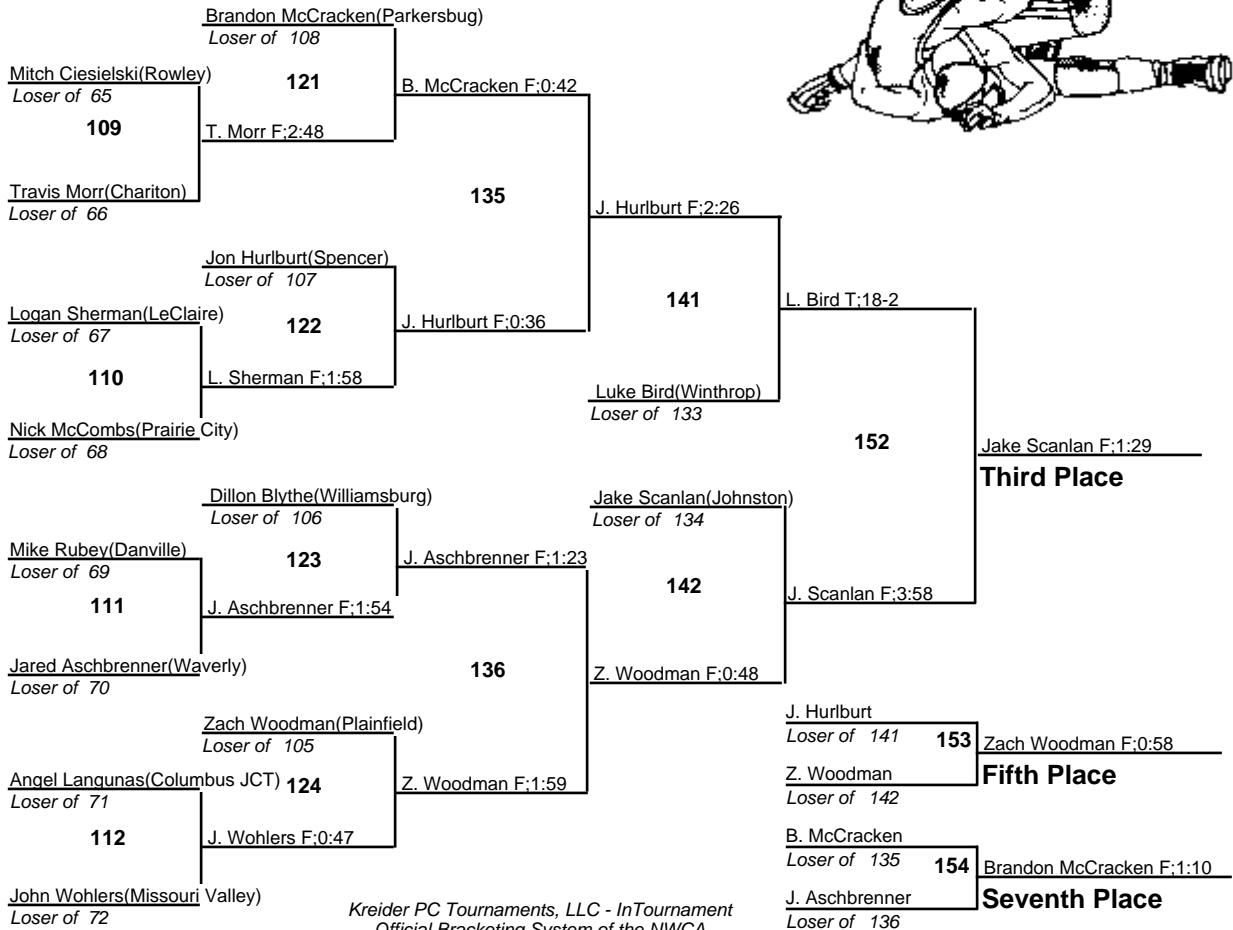 Brandon McCracken(Parkersbug)
Loser of 108
Mitch Ciesielski(Rowley)
Loser of 65
121
B. McCracken F;0:42
109
T. Morr F;2:48
Travis Morr(Chariton)
Loser of 66
135
J. Hurlburt F;2:26
Jon Hurlburt(Spencer)
Loser of 107
Logan Sherman(LeClaire)
Loser of 67
122
J. Hurlburt F;0:36
141
L. Bird T;18-2
110
L. Sherman F;1:58
Luke Bird(Winthrop)
Loser of 133
Nick McCombs(Prairie City)
Loser of 68
152
Jake Scanlan F;1:29
Third Place
Dillon Blythe(Williamsburg)
Loser of 106
Jake Scanlan(Johnston)
Loser of 134
Mike Rubey(Danville)
Loser of 69
123
J. Aschbrenner F;1:23
142
J. Scanlan F;3:58
111
J. Aschbrenner F;1:54
Jared Aschbrenner(Waverly)
Loser of 70
136
Z. Woodman F;0:48
Zach Woodman(Plainfield)
Loser of 105
J. Hurlburt
Loser of 141
153
Zach Woodman F;0:58
Fifth Place
Z. Woodman
Loser of 142
Angel Langunas(Columbus JCT)
Loser of 71
124
Z. Woodman F;1:59
112
J. Wohlers F;0:47
John Wohlers(Missouri Valley)
Loser of 72
B. McCracken
Loser of 135
154
Brandon McCracken F;1:10
Seventh Place
J. Aschbrenner
Loser of 136
Kreider PC Tournaments, LLC - InTournament
Official Bracketing System of the NWCA